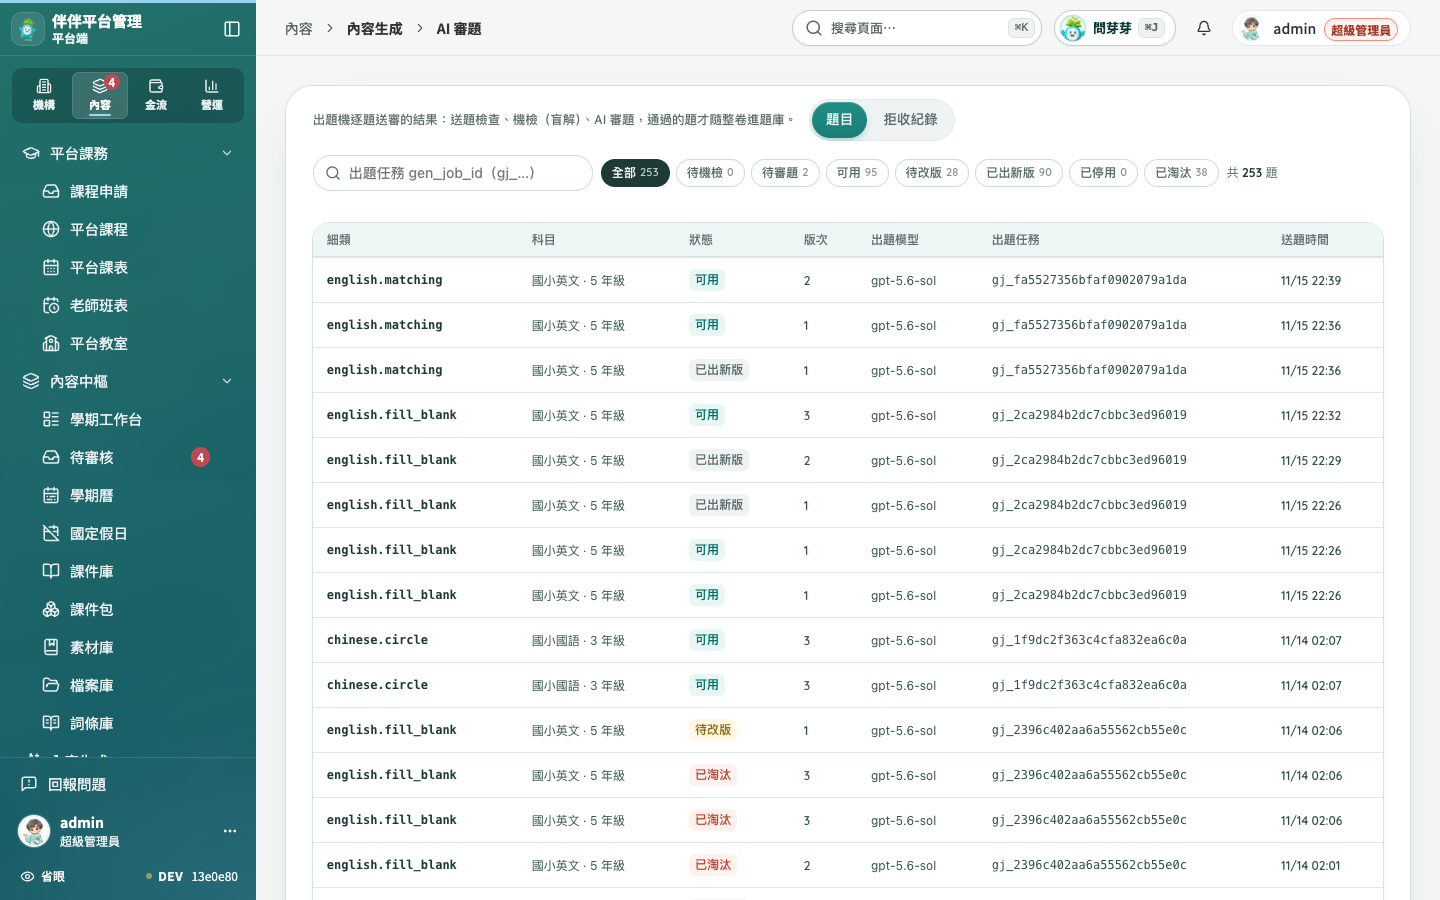 伴伴平台管理
平台端
機構
內容
4
金流
營運
平台課務
課程申請
平台課程
平台課表
老師班表
平台教室
內容中樞
學期工作台
待審核
4
學期曆
國定假日
課件庫
課件包
素材庫
檔案庫
詞條庫
回報問題
admin
超級管理員
省眼
DEV 13e0e80
內容 > 內容生成 > AI 審題
搜尋頁面…
⌘K
問芽芽
⌘J
admin
超級管理員
出題機逐題送審的結果：送題檢查、機檢（盲解）、AI 審題，通過的題才隨整卷進題庫。
題目
拒收紀錄
出題任務 gen_job_id（gj_…）
全部 253
待機檢 0
待審題 2
可用 95
待改版 28
已出新版 90
已停用 0
已淘汰 38
共 253 題
細類 科目 狀態 版次 出題模型 出題任務 送題時間
english.matching 國小英文 · 5 年級 可用 2 gpt-5.6-sol gj_fa5527356bfaf0902079a1da 11/15 22:39
english.matching 國小英文 · 5 年級 可用 1 gpt-5.6-sol gj_fa5527356bfaf0902079a1da 11/15 22:36
english.matching 國小英文 · 5 年級 已出新版 1 gpt-5.6-sol gj_fa5527356bfaf0902079a1da 11/15 22:36
english.fill_blank 國小英文 · 5 年級 可用 3 gpt-5.6-sol gj_2ca2984b2dc7cbbc3ed96019 11/15 22:32
english.fill_blank 國小英文 · 5 年級 已出新版 2 gpt-5.6-sol gj_2ca2984b2dc7cbbc3ed96019 11/15 22:29
english.fill_blank 國小英文 · 5 年級 已出新版 1 gpt-5.6-sol gj_2ca2984b2dc7cbbc3ed96019 11/15 22:26
english.fill_blank 國小英文 · 5 年級 可用 1 gpt-5.6-sol gj_2ca2984b2dc7cbbc3ed96019 11/15 22:26
english.fill_blank 國小英文 · 5 年級 可用 1 gpt-5.6-sol gj_2ca2984b2dc7cbbc3ed96019 11/15 22:26
chinese.circle 國小國語 · 3 年級 可用 3 gpt-5.6-sol gj_1f9dc2f363c4cfa832ea6c0a 11/14 02:07
chinese.circle 國小國語 · 3 年級 可用 3 gpt-5.6-sol gj_1f9dc2f363c4cfa832ea6c0a 11/14 02:07
english.fill_blank 國小英文 · 5 年級 待改版 1 gpt-5.6-sol gj_2396c402aa6a55562cb55e0c 11/14 02:06
english.fill_blank 國小英文 · 5 年級 已淘汰 3 gpt-5.6-sol gj_2396c402aa6a55562cb55e0c 11/14 02:06
english.fill_blank 國小英文 · 5 年級 已淘汰 3 gpt-5.6-sol gj_2396c402aa6a55562cb55e0c 11/14 02:06
english.fill_blank 國小英文 · 5 年級 已淘汰 2 gpt-5.6-sol gj_2396c402aa6a55562cb55e0c 11/14 02:01